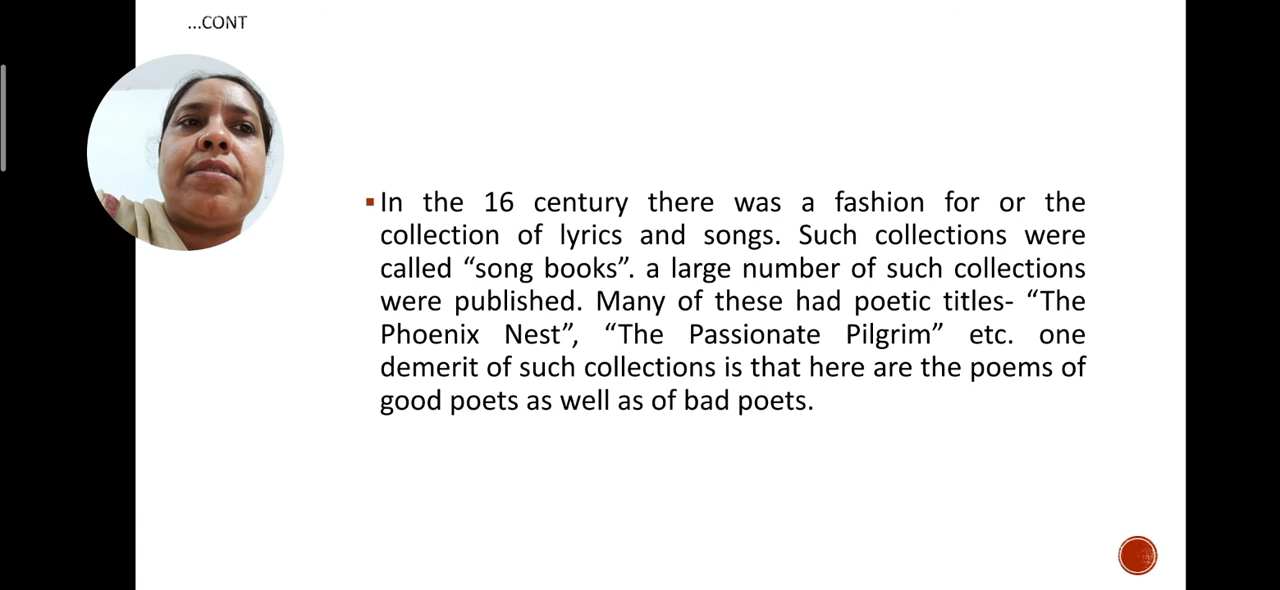 ...CONT
In the 16 century there was a fashion for or the
collection of lyrics and songs. Such collections were
called “song books”. a large number of such collections
were published. Many of these had poetic titles- “The
Phoenix Nest”, “The Passionate Pilgrim” etc. one
demerit of such collections is that here are the poems of
good poets as well as of bad poets.